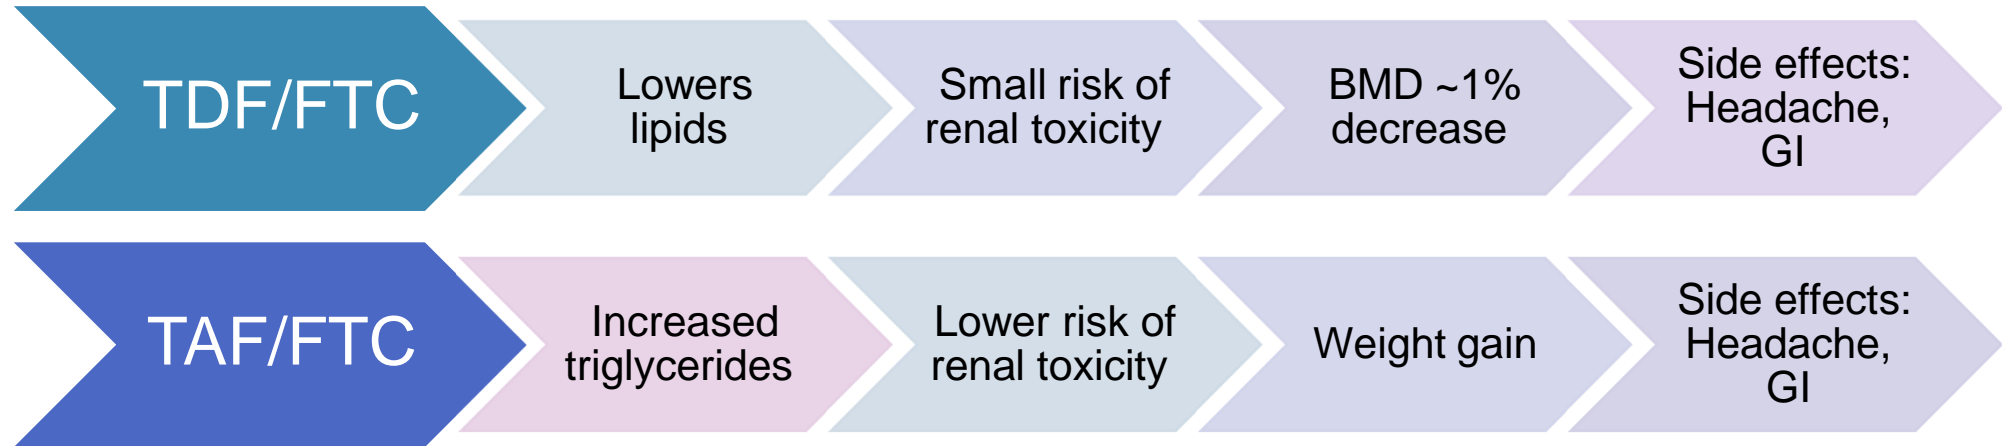 TDF/FTC
Lowers
lipids
Small risk of
renal toxicity
BMD ~1%
decrease
Side effects:
Headache,
GI
TAF/FTC
Increased
triglycerides
Lower risk of
renal toxicity
Weight gain
Side effects:
Headache,
GI